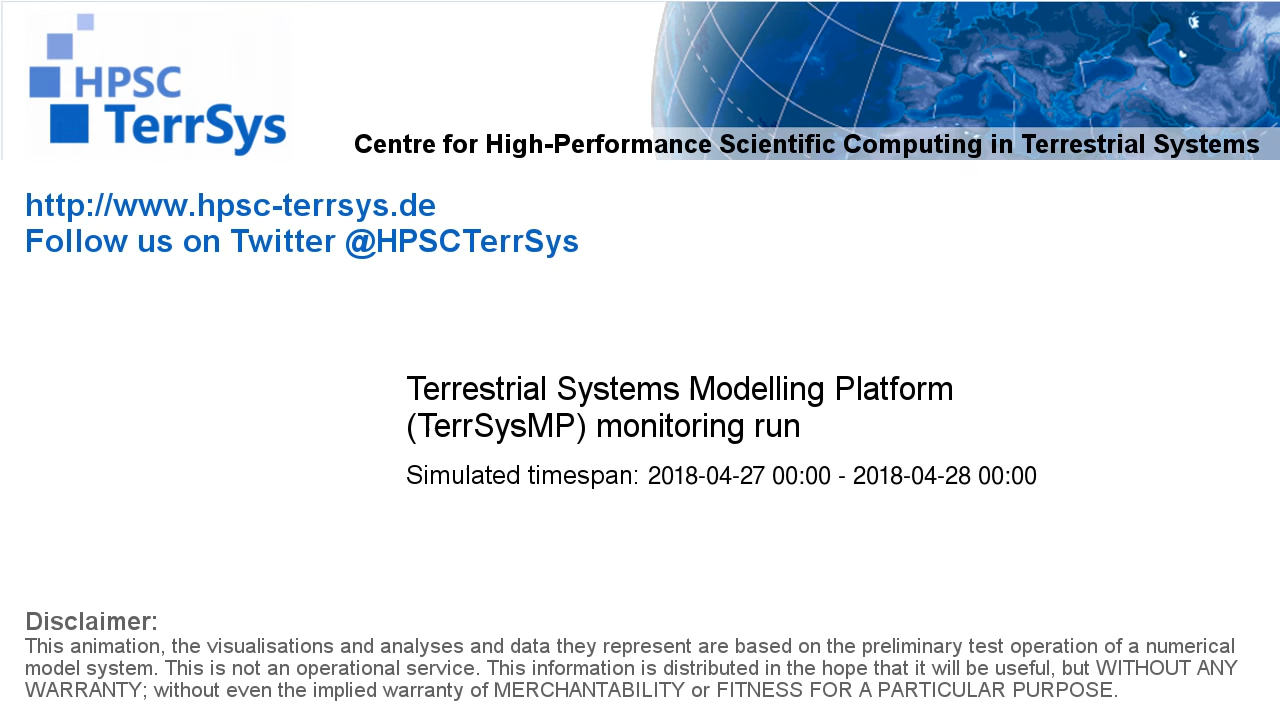 HPSC
TerrSys
Centre for High-Performance Scientific Computing in Terrestrial Systems
http://www.hpsc-terrsys.de
Follow us on Twitter @HPSCTerrSys
Terrestrial Systems Modelling Platform
(TerrSysMP) monitoring run
Simulated timespan: 2018-04-27 00:00 - 2018-04-28 00:00
Disclaimer:
This animation, the visualisations and analyses and data they represent are based on the preliminary test operation of a numerical
model system. This is not an operational service. This information is distributed in the hope that it will be useful, but WITHOUT ANY
WARRANTY; without even the implied warranty of MERCHANTABILITY or FITNESS FOR A PARTICULAR PURPOSE.